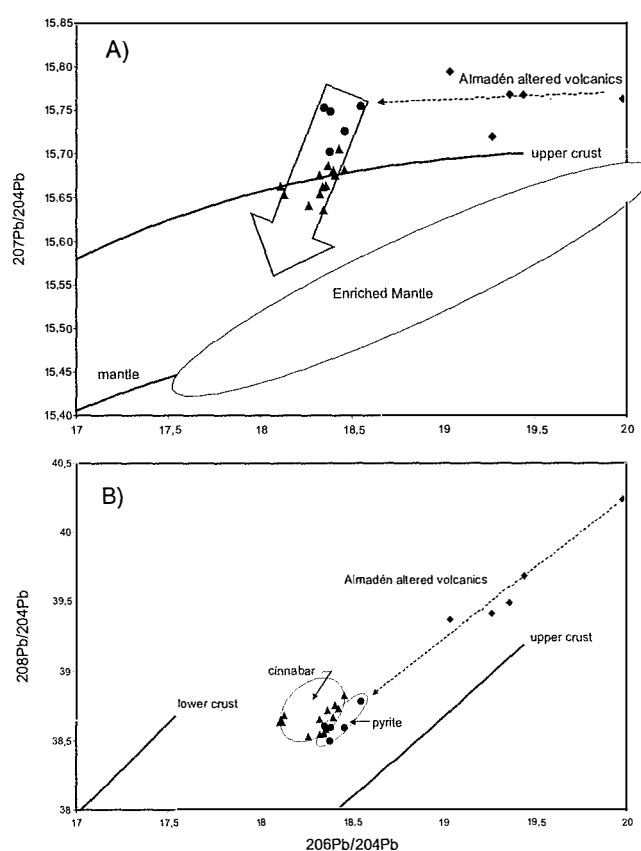 A)
15,85
15,80
15,75
15,70
15,65
15,60
15,55
15,50
15,45
15,40
207Pb/204Pb
Almadén altered volcanics
upper crust
Enriched Mantle
mantle
17
17,5
18
18,5
19
19.5
20
B)
40,5
40
39,5
39
38,5
38
208Pb/204Pb
Almadén altered volcanics
cinnabar
upper crust
lower crust
pyrite
17
17,5
18
18.5
19
19.5
20
206Pb/204Pb